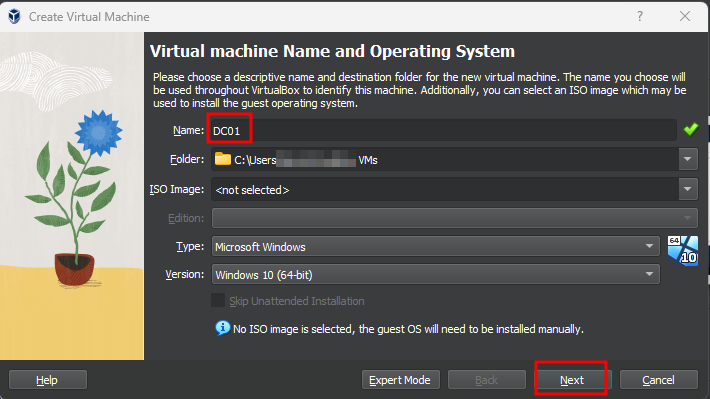 Create Virtual Machine
Virtual machine Name and Operating System
Please choose a descriptive name and destination folder for the new virtual machine. The name you choose will
be used throughout VirtualBox to identify this machine. Additionally, you can select an ISO image which may be
used to install the guest operating system.
Name: DC01
Folder: C:\Users VMs
ISO Image: <not selected>
Edition:
Type: Microsoft Windows
64
Version: Windows 10 (64-bit)
10
Skip Unattended Installation
No ISO image is selected, the guest OS will need to be installed manually.
Help Expert Mode Back Next Cancel